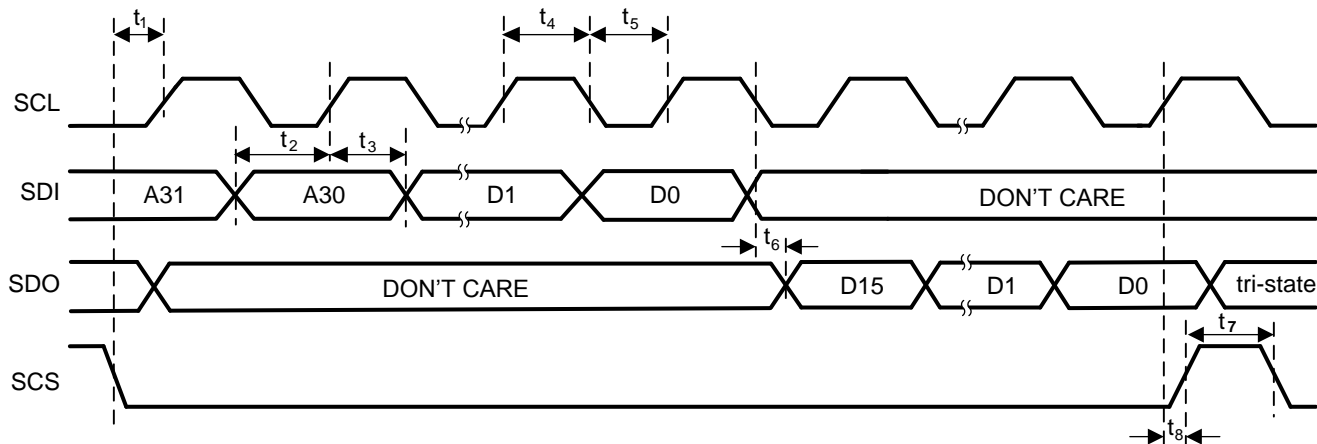 t1 t4 t5
SCL
t2 t3
SDI A31 A30 D1 D0 DON'T CARE
t6
SDO DON'T CARE D15 D1 D0 tri-state
t7
SCS
t8